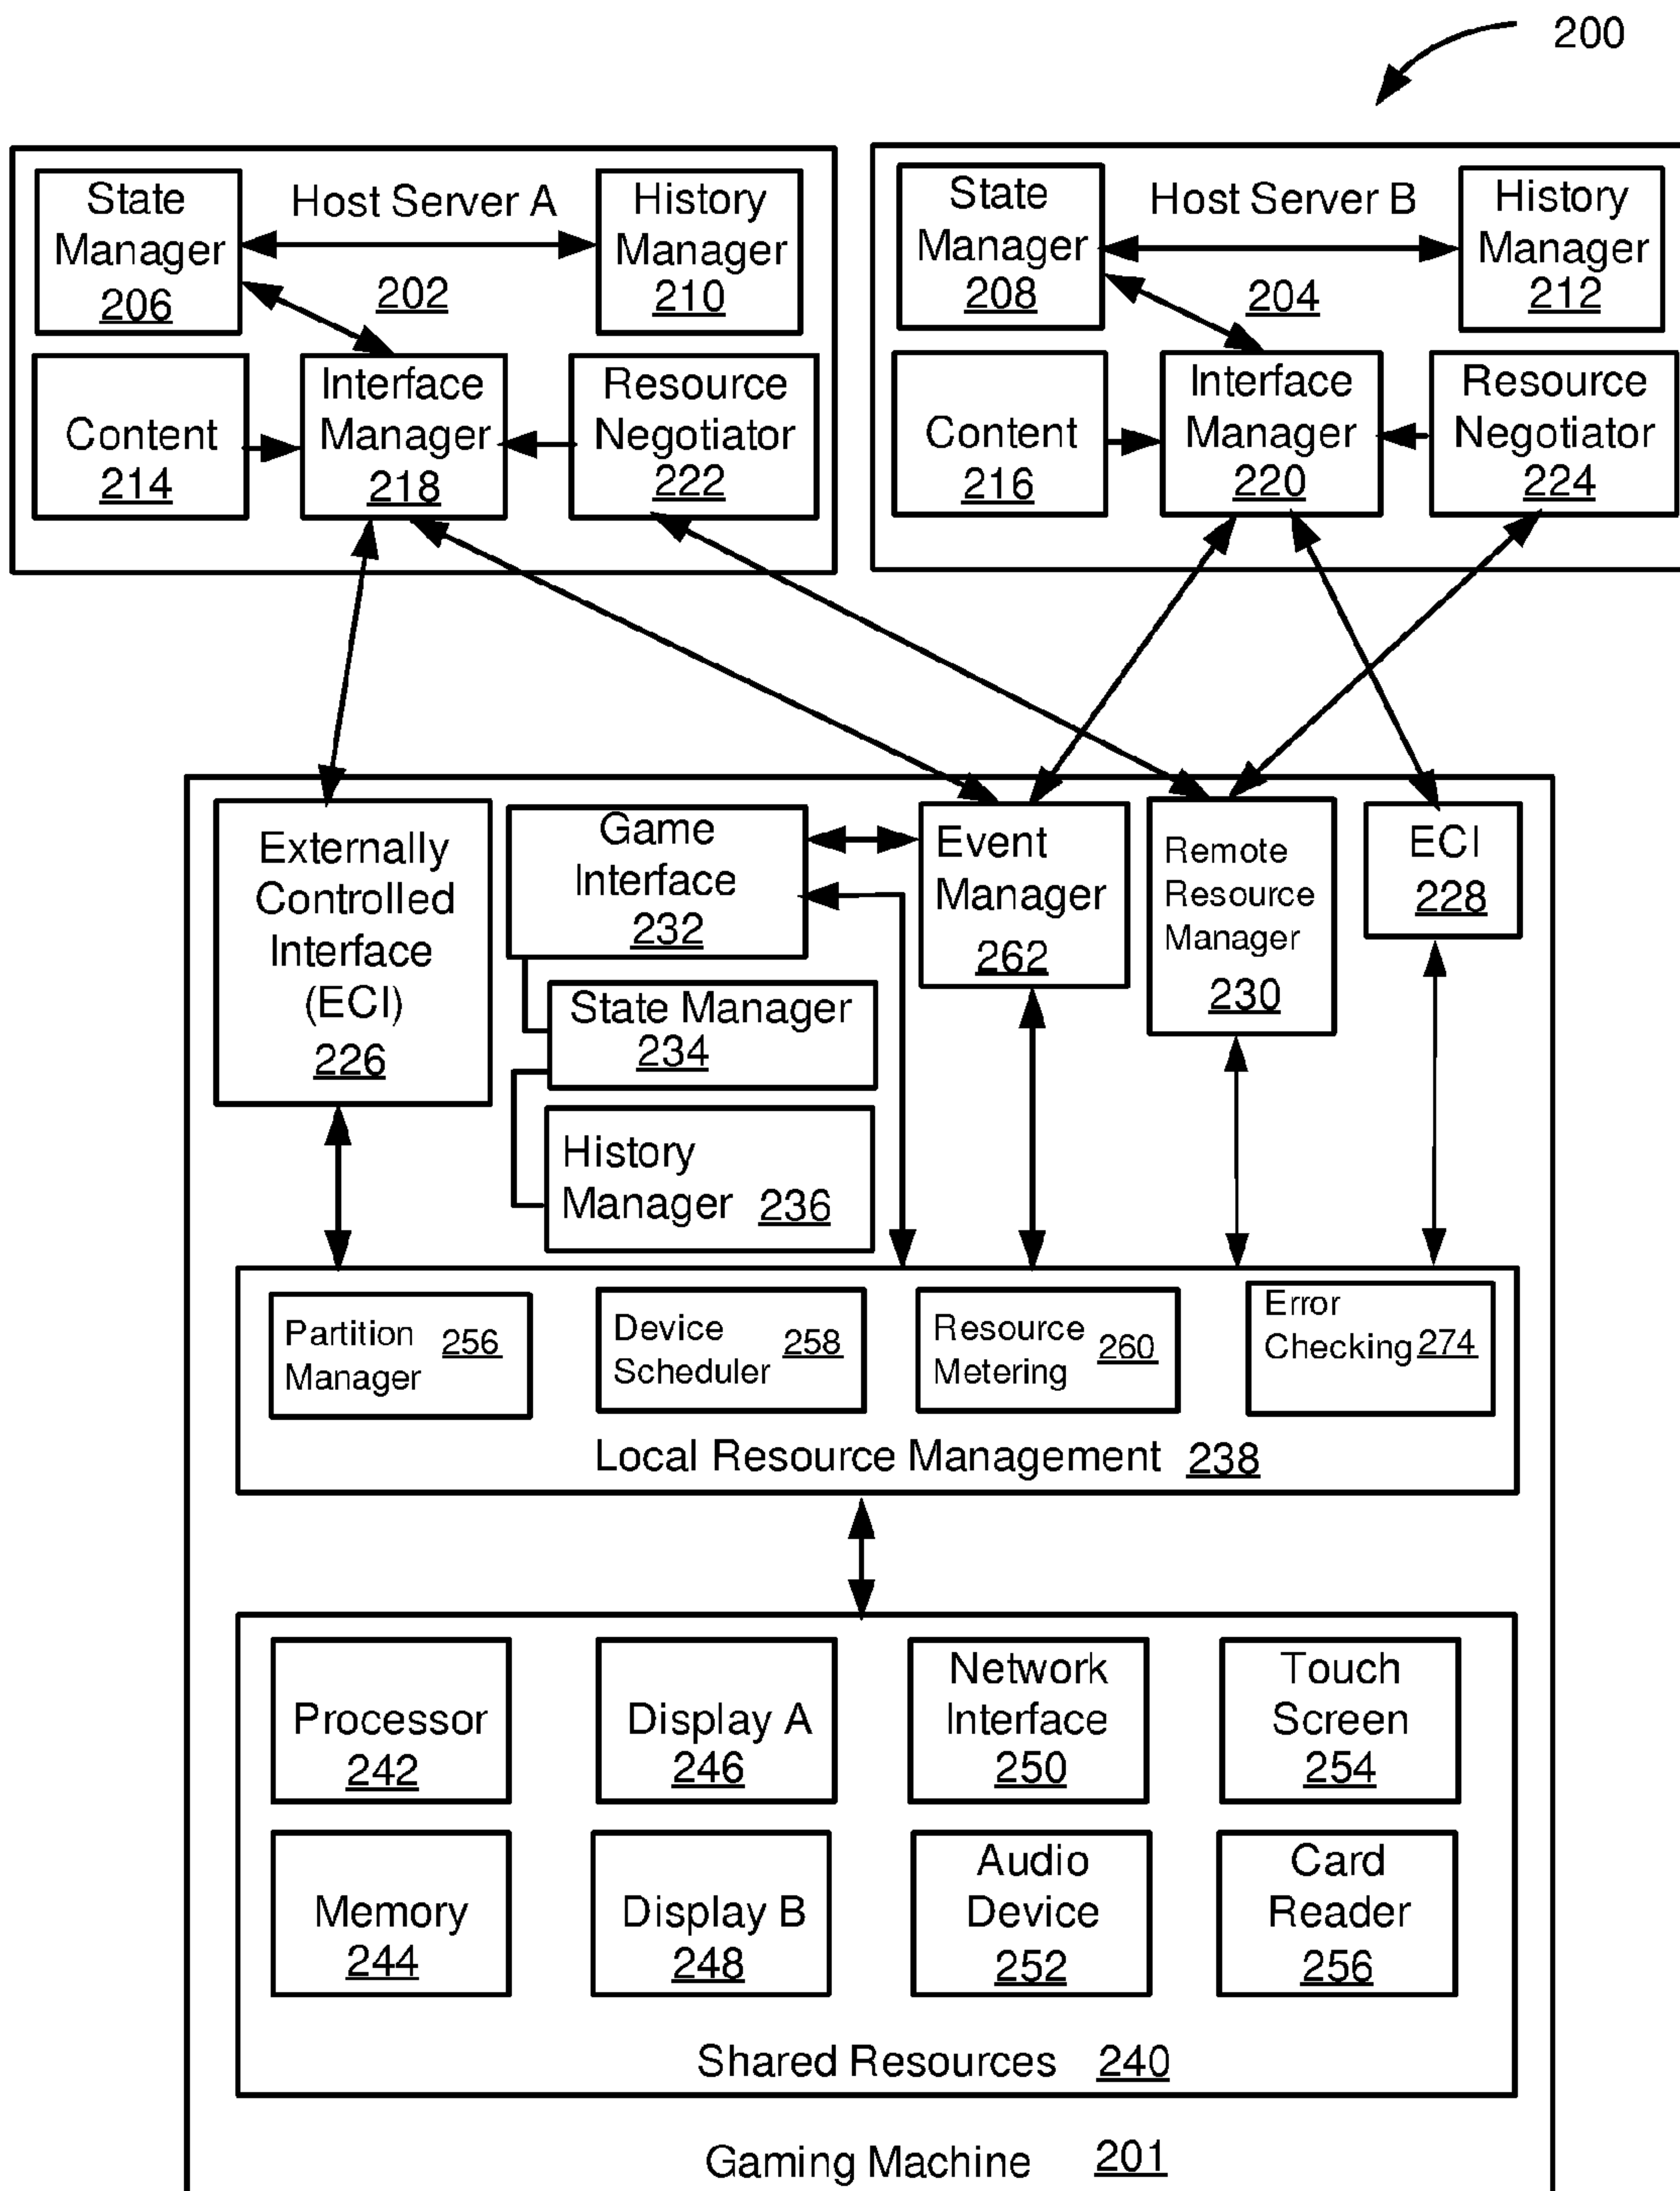 200
State
Manager
206
Host Server A
202
History
Manager
210
Content
214
Interface
Manager
218
Resource
Negotiator
222
State
Manager
208
Host Server B
204
History
Manager
212
Content
216
Interface
Manager
220
Resource
Negotiator
224
Externally
Controlled
Interface
(ECI)
226
Game
Interface
232
State Manager
234
History
Manager 236
Event
Manager
262
Remote
Resource
Manager
230
ECI
228
Partition
Manager
256
Device
Scheduler
258
Resource
Metering
260
Error
Checking 274
Local Resource Management 238
Processor
242
Display A
246
Network
Interface
250
Touch
Screen
254
Memory
244
Display B
248
Audio
Device
252
Card
Reader
256
Shared Resources 240
Gaming Machine 201